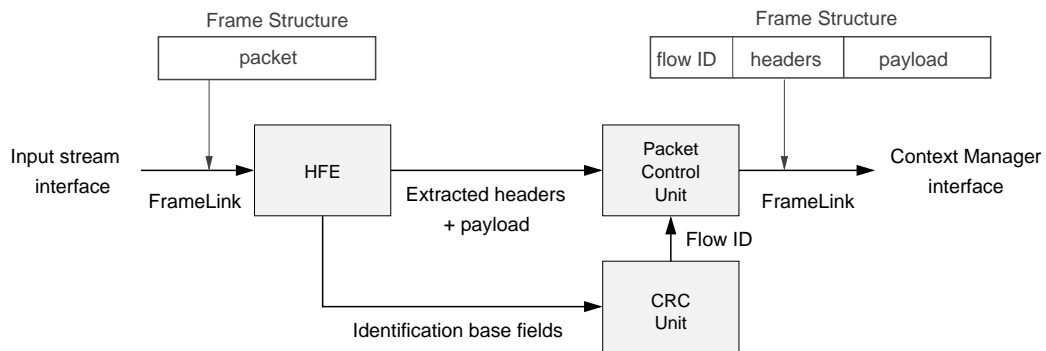 Frame Structure
packet
Frame Structure
flow ID
headers
payload
Input stream
interface
FrameLink
HFE
Extracted headers
+ payload
Packet
Control
Unit
FrameLink
Context Manager
interface
Flow ID
CRC
Unit
Identification base fields